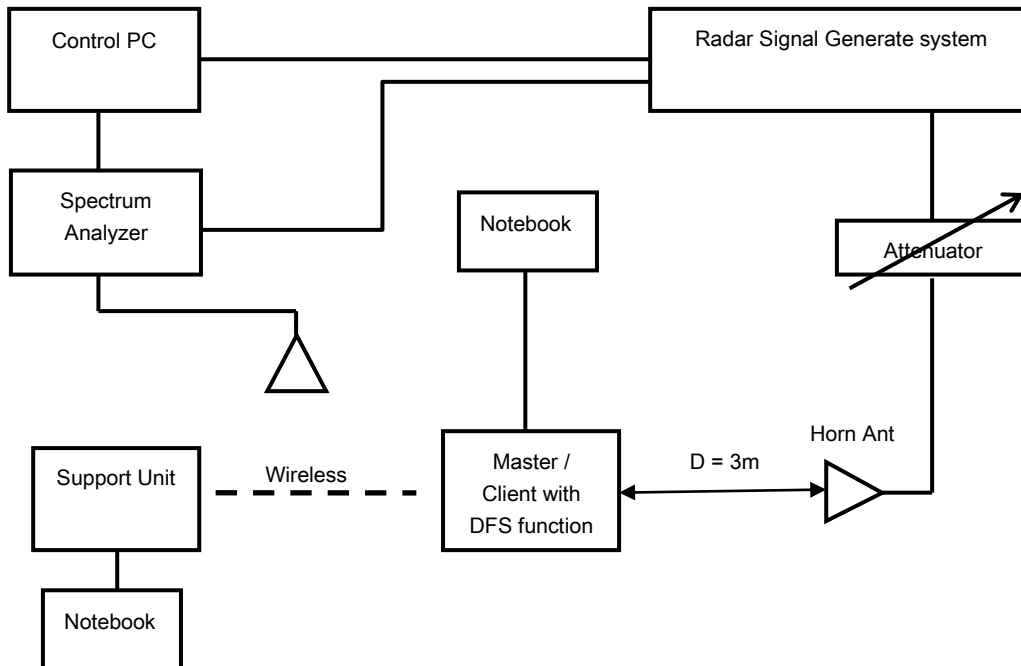 Control PC
Radar Signal Generate system
Spectrum
Analyzer
Notebook
Attenuator
Horn Ant
D = 3m
Support Unit
Wireless
Master /
Client with
DFS function
Notebook